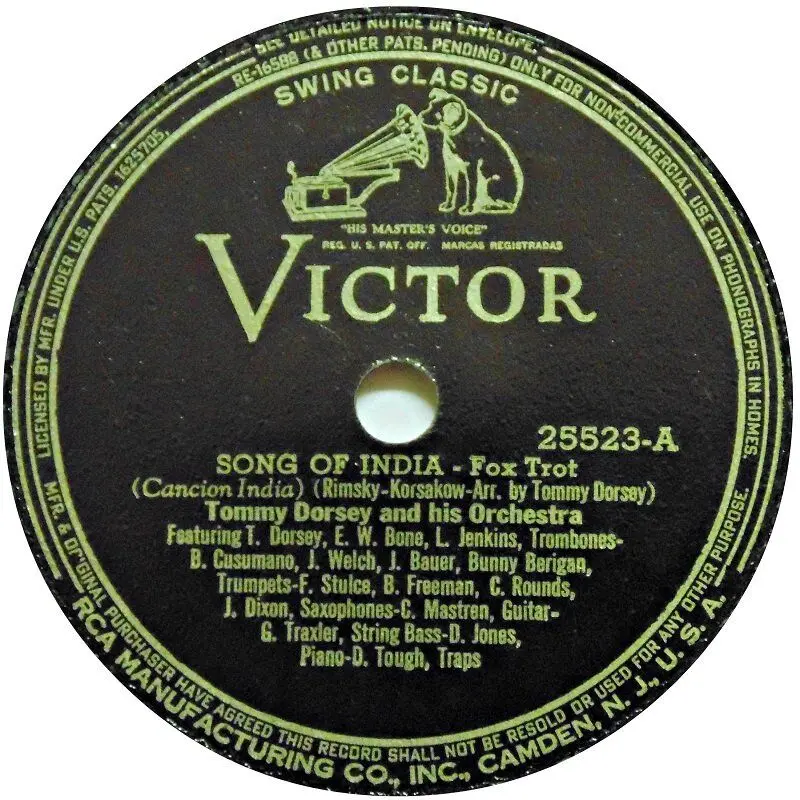 SEE DETAILED NOTICE ON ENVELOPE.
RE-16588 (& OTHER PATS. PENDING) ONLY FOR NON-COMMERCIAL USE ON PHONOGRAPHS IN HOMES.
LICENSED BY MFR. UNDER U.S. PATS. 1625705,
SWING CLASSIC
"HIS MASTER'S VOICE"
REG. U. S. PAT. OFF. MARCAS REGISTRADAS
VICTOR
25523-A
SONG OF INDIA - Fox Trot
(Cancion India) (Rimsky-Korsakow-Arr. by Tommy Dorsey)
Tommy Dorsey and his Orchestra
Featuring T. Dorsey, E. W. Bone, L. Jenkins, Trombones-
B. Cusumano, J. Welch, J. Bauer, Bunny Berigan,
Trumpets-F. Stulce, B. Freeman, C. Rounds,
J. Dixon, Saxophones-C. Mastren, Guitar-
G. Traxler, String Bass-D. Jones,
Piano-D. Tough, Traps
MFR. & ORIGINAL PURCHASER HAVE AGREED THIS RECORD SHALL NOT BE RESOLD OR USED FOR ANY OTHER PURPOSE.
RCA MANUFACTURING CO., INC., CAMDEN, N. J., U. S. A.